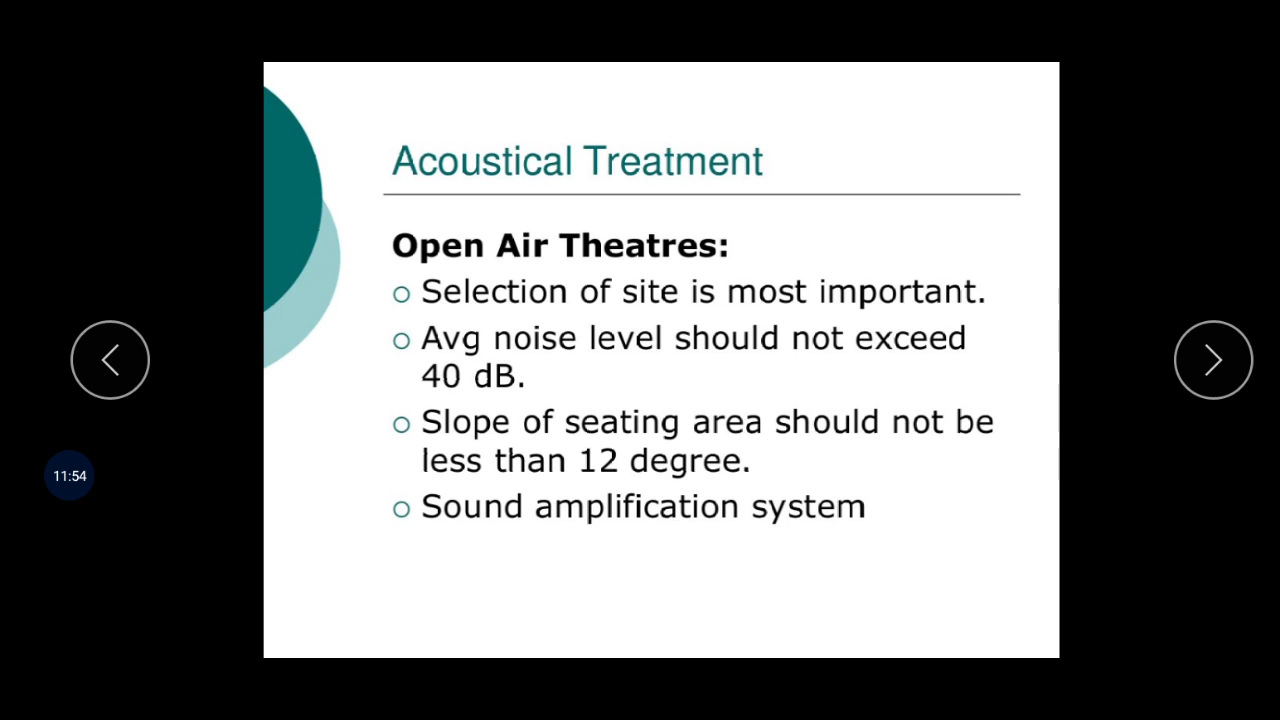 Acoustical Treatment
Open Air Theatres:
Selection of site is most important.
Avg noise level should not exceed
40 dB.
Slope of seating area should not be
less than 12 degree.
Sound amplification system
11:54